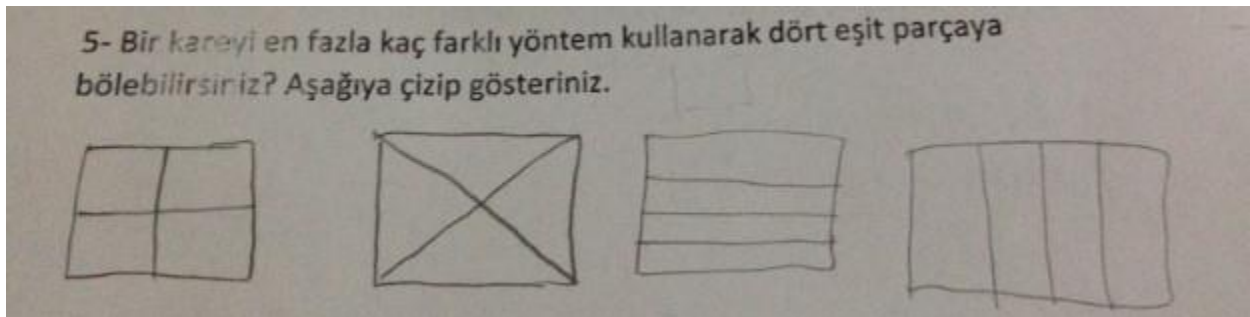 5- Bir kareyi en fazla kaç farklı yöntem kullanarak dört eşit parçaya
bölebilirsiniz? Aşağıya çizip gösteriniz.